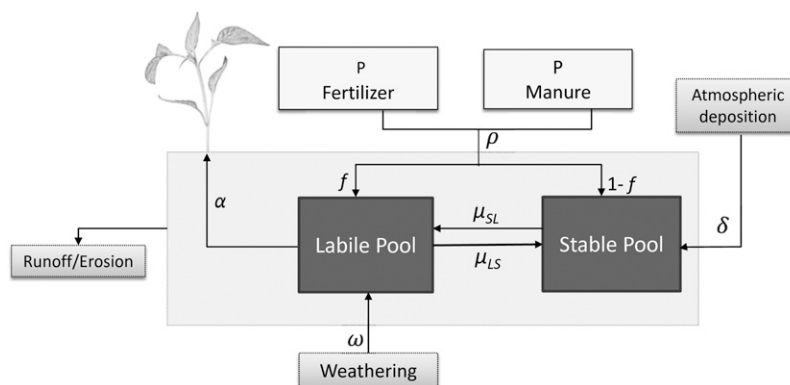 P
Fertilizer
P
Manure
Atmospheric
deposition
ρ
f
1- f
α
μSL
Labile Pool
Stable Pool
δ
μLS
Runoff/Erosion
ω
Weathering